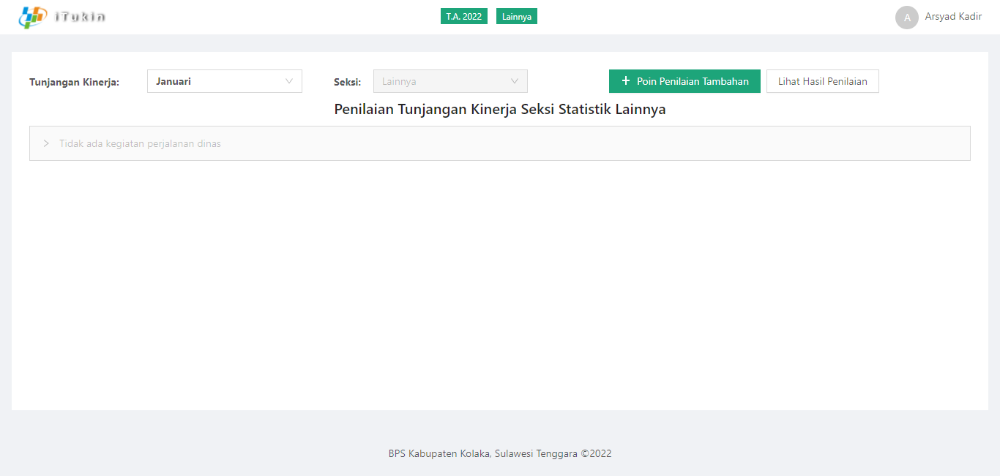 iTukin
T.A. 2022 Lainnya
A Arsyad Kadir
Tunjangan Kinerja: Januari Seksi: Lainnya + Poin Penilaian Tambahan Lihat Hasil Penilaian
Penilaian Tunjangan Kinerja Seksi Statistik Lainnya
> Tidak ada kegiatan perjalanan dinas
BPS Kabupaten Kolaka, Sulawesi Tenggara ©2022